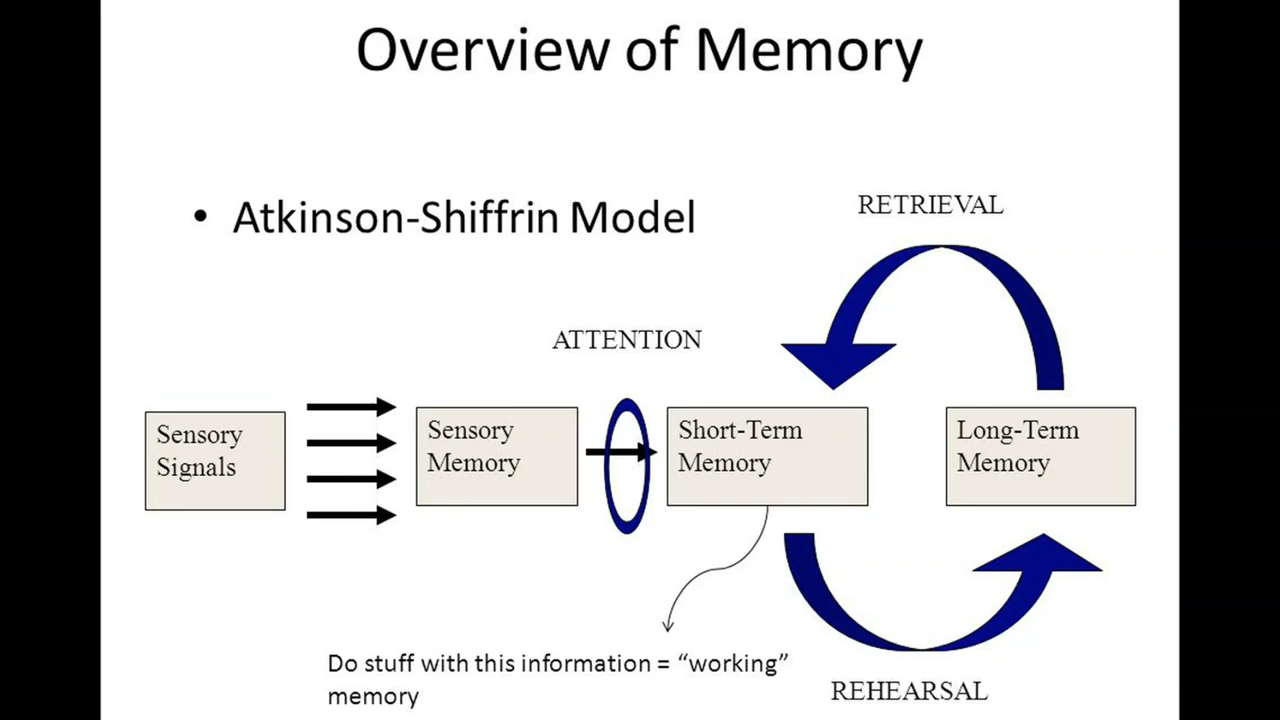 Overview of Memory
• Atkinson-Shiffrin Model
RETRIEVAL
ATTENTION
Sensory
Signals
Sensory
Memory
Short-Term
Memory
Long-Term
Memory
Do stuff with this information = “working”
memory
REHEARSAL